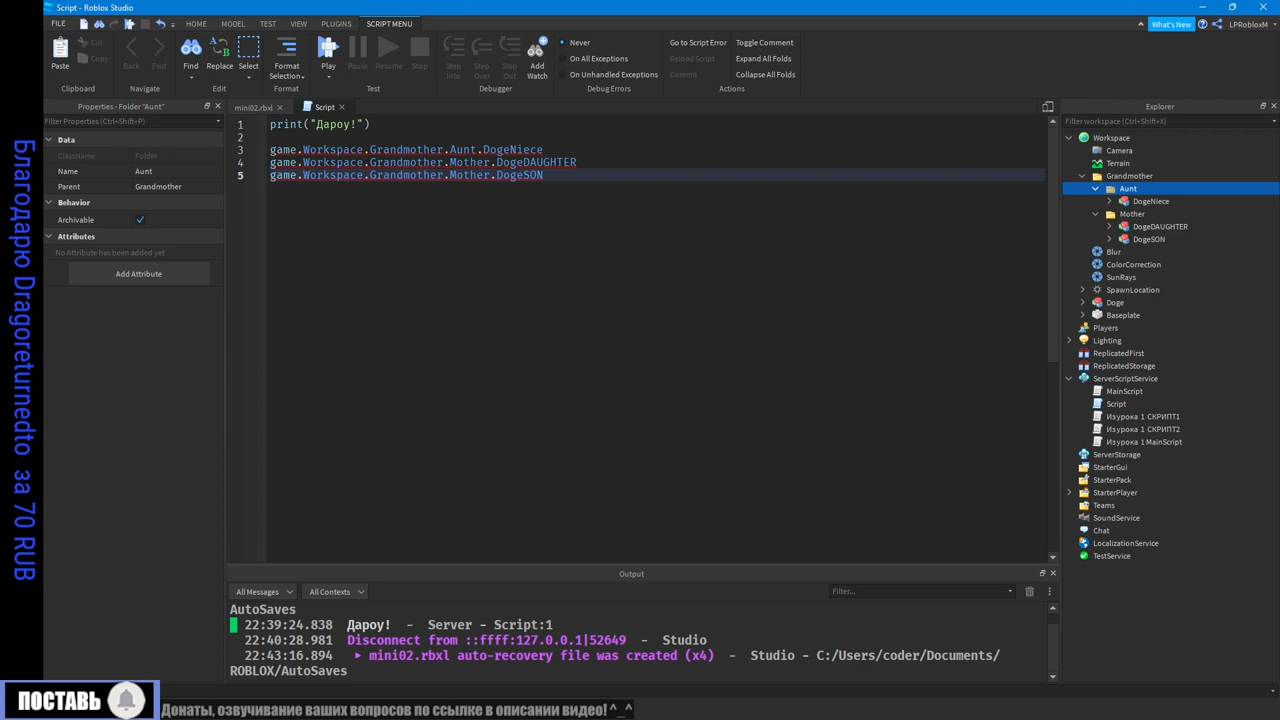 Script - Roblox Studio
FILE
HOME
MODEL
TEST
VIEW
PLUGINS
SCRIPT MENU
What's New
LPRobloxM
Paste
Cut
Copy
Clipboard
Back
Fwd
Navigate
Find
Replace
Select
Edit
Format
Selection
Format
Play
Pause
Resume
Stop
Test
Step
Into
Step
Over
Step
Out
Add
Watch
Debugger
Never
On All Exceptions
On Unhandled Exceptions
Debug Errors
Go to Script Error
Reload Script
Commit
Toggle Comment
Expand All Folds
Collapse All Folds
Actions
Properties - Folder "Aunt"
Filter Properties (Ctrl+Shift+P)
Data
ClassName Folder
Name Aunt
Parent Grandmother
Behavior
Archivable
Attributes
No Attribute has been added yet
Add Attribute
mini02.rbxl
Script
1 print("Дароу!")
2
3 game.Workspace.Grandmother.Aunt.DogeNiece
4 game.Workspace.Grandmother.Mother.DogeDAUGHTER
5 game.Workspace.Grandmother.Mother.DogeSON
Explorer
Filter workspace (Ctrl+Shift+X)
Workspace
Camera
Terrain
Grandmother
Aunt
DogeNiece
Mother
DogeDAUGHTER
DogeSON
Blur
ColorCorrection
SunRays
SpawnLocation
Doge
Baseplate
Players
Lighting
ReplicatedFirst
ReplicatedStorage
ServerScriptService
MainScript
Script
Из урока 1 СКРИПТ1
Из урока 1 СКРИПТ2
Из урока 1 MainScript
ServerStorage
StarterGui
StarterPack
StarterPlayer
Teams
SoundService
Chat
LocalizationService
TestService
Output
All Messages
All Contexts
Filter...
AutoSaves
22:39:24.838 Дароу! - Server - Script:1
22:40:28.981 Disconnect from ::ffff:127.0.0.1|52649 - Studio
22:43:16.894 ▸ mini02.rbxl auto-recovery file was created (x4) - Studio - C:/Users/coder/Documents/
ROBLOX/AutoSaves
Благодарю Dragoreturnedto за 70 RUB
ПОСТАВЬ
Донаты, озвучивание ваших вопросов по ссылке в описании видео! ^_^